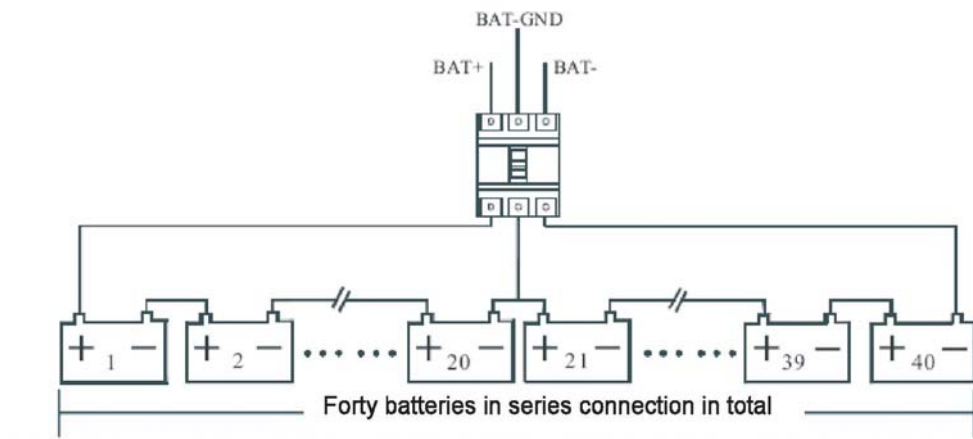 BAT-GND
BAT+ BAT-
+ 1 −
+ 2 −
+ 20 −
+ 21 −
+ 39 −
+ 40 −
Forty batteries in series connection in total